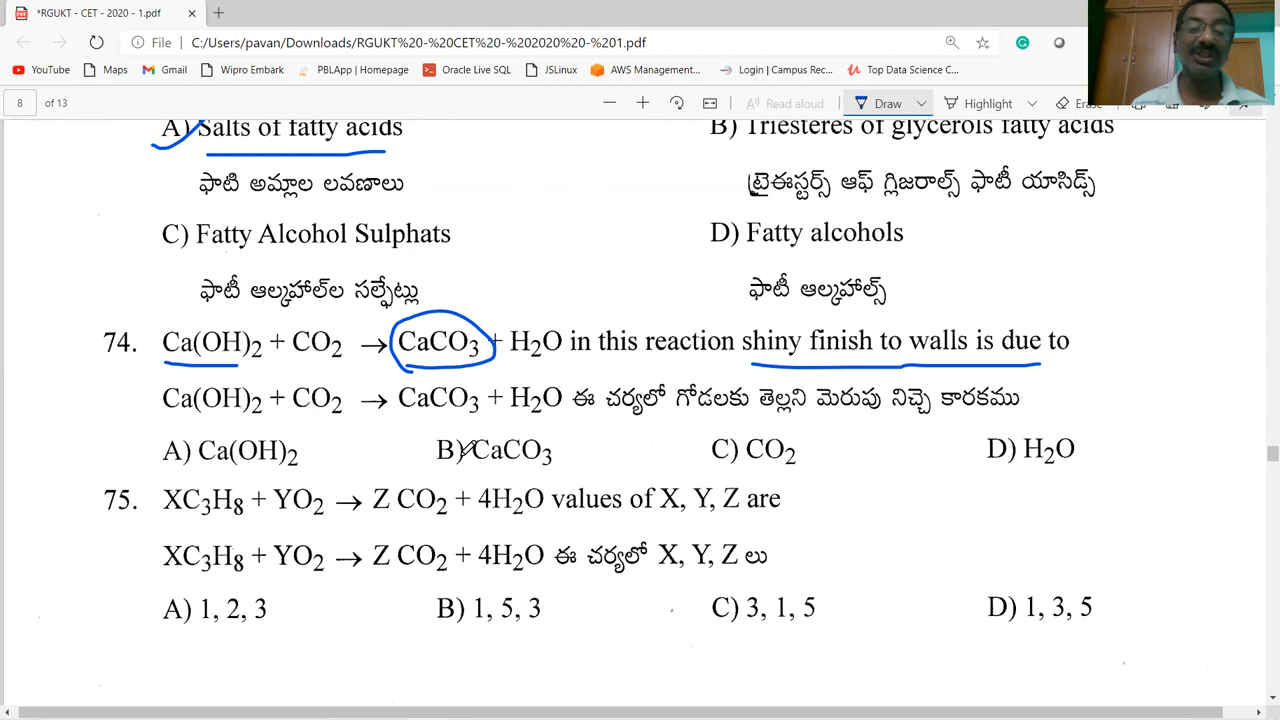 *RGUKT - CET - 2020 - 1.pdf
File C:/Users/pavan/Downloads/RGUKT%20-%20CET%20-%202020%20-%201.pdf
YouTube Maps Gmail Wipro Embark PBLApp | Homepage Oracle Live SQL JSLinux AWS Management... Login | Campus Rec... Top Data Science C...
8 of 13 Read aloud Draw Highlight Erase
A) Salts of fatty acids B) Triesteres of glycerols fatty acids
ఫాటి అమ్లాల లవణాలు ట్రైఈస్టర్స్ ఆఫ్ గ్లిజరాల్స్ ఫాటీ యాసిడ్స్
C) Fatty Alcohol Sulphats D) Fatty alcohols
ఫాటీ ఆల్కహాల్‌ల సల్ఫేట్లు ఫాటీ ఆల్కహాల్స్
74. Ca(OH)2 + CO2 → CaCO3 + H2O in this reaction shiny finish to walls is due to
Ca(OH)2 + CO2 → CaCO3 + H2O ఈ చర్యలో గోడలకు తెల్లని మెరుపు నిచ్చె కారకము
A) Ca(OH)2 B) CaCO3 C) CO2 D) H2O
75. XC3H8 + YO2 → Z CO2 + 4H2O values of X, Y, Z are
XC3H8 + YO2 → Z CO2 + 4H2O ఈ చర్యలో X, Y, Z లు
A) 1, 2, 3 B) 1, 5, 3 C) 3, 1, 5 D) 1, 3, 5